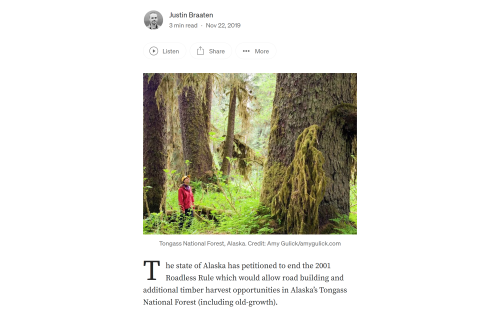 Justin Braaten
3 min read · Nov 22, 2019
Listen
Share
More
Tongass National Forest, Alaska. Credit: Amy Gulick/amygulick.com
The state of Alaska has petitioned to end the 2001
Roadless Rule which would allow road building and
additional timber harvest opportunities in Alaska's Tongass
National Forest (including old-growth).